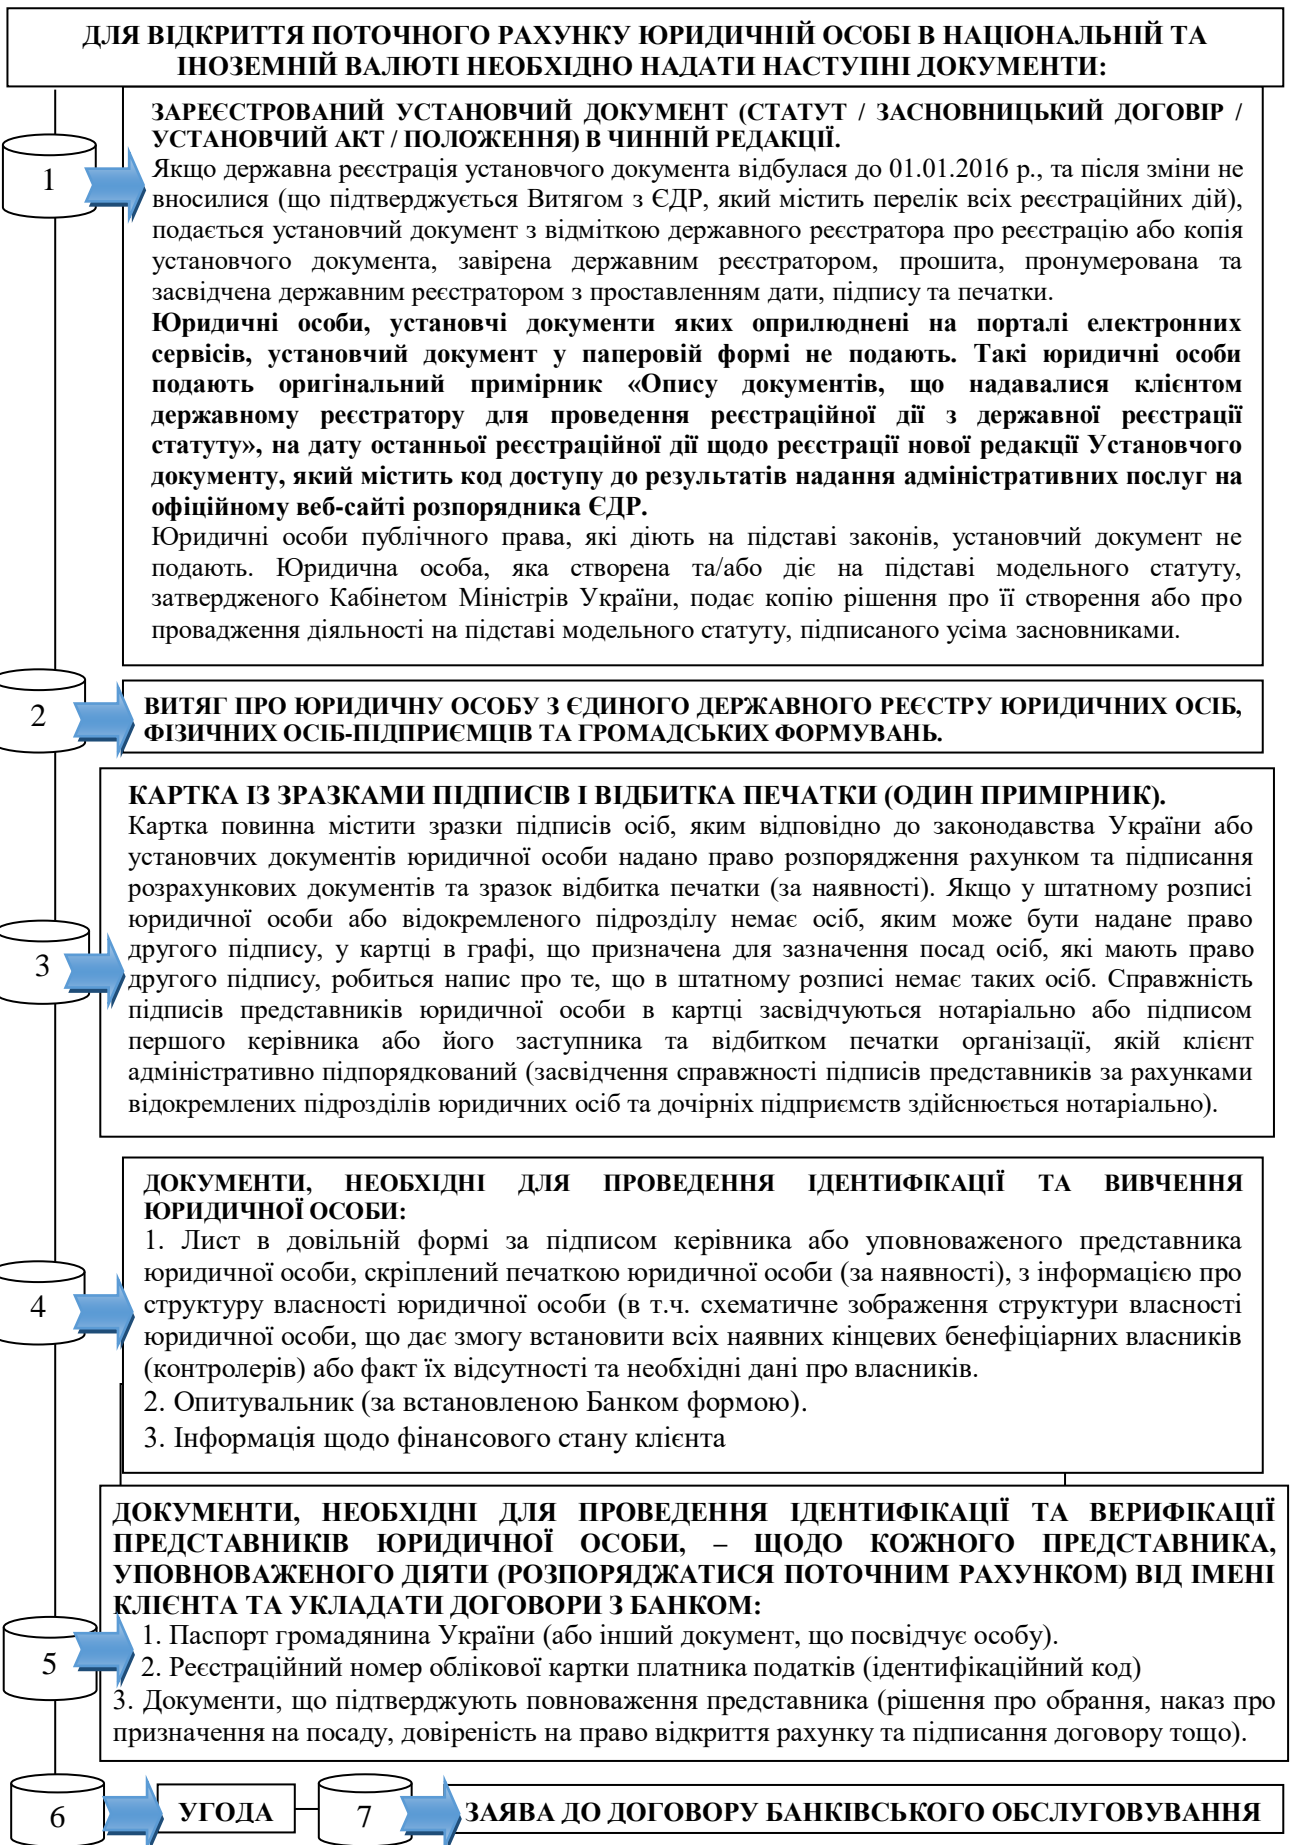 ДЛЯ ВІДКРИТТЯ ПОТОЧНОГО РАХУНКУ ЮРИДИЧНІЙ ОСОБІ В НАЦІОНАЛЬНІЙ ТА
ІНОЗЕМНІЙ ВАЛЮТІ НЕОБХІДНО НАДАТИ НАСТУПНІ ДОКУМЕНТИ:
1
ЗАРЕЄСТРОВАНИЙ УСТАНОВЧИЙ ДОКУМЕНТ (СТАТУТ / ЗАСНОВНИЦЬКИЙ ДОГОВІР /
УСТАНОВЧИЙ АКТ / ПОЛОЖЕННЯ) В ЧИННІЙ РЕДАКЦІЇ.
Якщо державна реєстрація установчого документа відбулася до 01.01.2016 р., та після зміни не
вносилися (що підтверджується Витягом з ЄДР, який містить перелік всіх реєстраційних дій),
подається установчий документ з відміткою державного реєстратора про реєстрацію або копія
установчого документа, завірена державним реєстратором, прошита, пронумерована та
засвідчена державним реєстратором з проставленням дати, підпису та печатки.
Юридичні особи, установчі документи яких оприлюднені на порталі електронних
сервісів, установчий документ у паперовій формі не подають. Такі юридичні особи
подають оригінальний примірник «Опису документів, що надавалися клієнтом
державному реєстратору для проведення реєстраційної дії з державної реєстрації
статуту», на дату останньої реєстраційної дії щодо реєстрації нової редакції Установчого
документу, який містить код доступу до результатів надання адміністративних послуг на
офіційному веб-сайті розпорядника ЄДР.
Юридичні особи публічного права, які діють на підставі законів, установчий документ не
подають. Юридична особа, яка створена та/або діє на підставі модельного статуту,
затвердженого Кабінетом Міністрів України, подає копію рішення про її створення або про
провадження діяльності на підставі модельного статуту, підписаного усіма засновниками.
2
ВИТЯГ ПРО ЮРИДИЧНУ ОСОБУ З ЄДИНОГО ДЕРЖАВНОГО РЕЄСТРУ ЮРИДИЧНИХ ОСІБ,
ФІЗИЧНИХ ОСІБ-ПІДПРИЄМЦІВ ТА ГРОМАДСЬКИХ ФОРМУВАНЬ.
3
КАРТКА ІЗ ЗРАЗКАМИ ПІДПИСІВ І ВІДБИТКА ПЕЧАТКИ (ОДИН ПРИМІРНИК).
Картка повинна містити зразки підписів осіб, яким відповідно до законодавства України або
установчих документів юридичної особи надано право розпорядження рахунком та підписання
розрахункових документів та зразок відбитка печатки (за наявності). Якщо у штатному розписі
юридичної особи або відокремленого підрозділу немає осіб, яким може бути надане право
другого підпису, у картці в графі, що призначена для зазначення посад осіб, які мають право
другого підпису, робиться напис про те, що в штатному розписі немає таких осіб. Справжність
підписів представників юридичної особи в картці засвідчуються нотаріально або підписом
першого керівника або його заступника та відбитком печатки організації, якій клієнт
адміністративно підпорядкований (засвідчення справжності підписів представників за рахунками
відокремлених підрозділів юридичних осіб та дочірніх підприємств здійснюється нотаріально).
4
ДОКУМЕНТИ, НЕОБХІДНІ ДЛЯ ПРОВЕДЕННЯ ІДЕНТИФІКАЦІЇ ТА ВИВЧЕННЯ
ЮРИДИЧНОЇ ОСОБИ:
1. Лист в довільній формі за підписом керівника або уповноваженого представника
юридичної особи, скріплений печаткою юридичної особи (за наявності), з інформацією про
структуру власності юридичної особи (в т.ч. схематичне зображення структури власності
юридичної особи, що дає змогу встановити всіх наявних кінцевих бенефіціарних власників
(контролерів) або факт їх відсутності та необхідні дані про власників.
2. Опитувальник (за встановленою Банком формою).
3. Інформація щодо фінансового стану клієнта
5
ДОКУМЕНТИ, НЕОБХІДНІ ДЛЯ ПРОВЕДЕННЯ ІДЕНТИФІКАЦІЇ ТА ВЕРИФІКАЦІЇ
ПРЕДСТАВНИКІВ ЮРИДИЧНОЇ ОСОБИ, – ЩОДО КОЖНОГО ПРЕДСТАВНИКА,
УПОВНОВАЖЕНОГО ДІЯТИ (РОЗПОРЯДЖАТИСЯ ПОТОЧНИМ РАХУНКОМ) ВІД ІМЕНІ
КЛІЄНТА ТА УКЛАДАТИ ДОГОВОРИ З БАНКОМ:
1. Паспорт громадянина України (або інший документ, що посвідчує особу).
2. Реєстраційний номер облікової картки платника податків (ідентифікаційний код)
3. Документи, що підтверджують повноваження представника (рішення про обрання, наказ про
призначення на посаду, довіреність на право відкриття рахунку та підписання договору тощо).
6
УГОДА
7
ЗАЯВА ДО ДОГОВОРУ БАНКІВСЬКОГО ОБСЛУГОВУВАННЯ